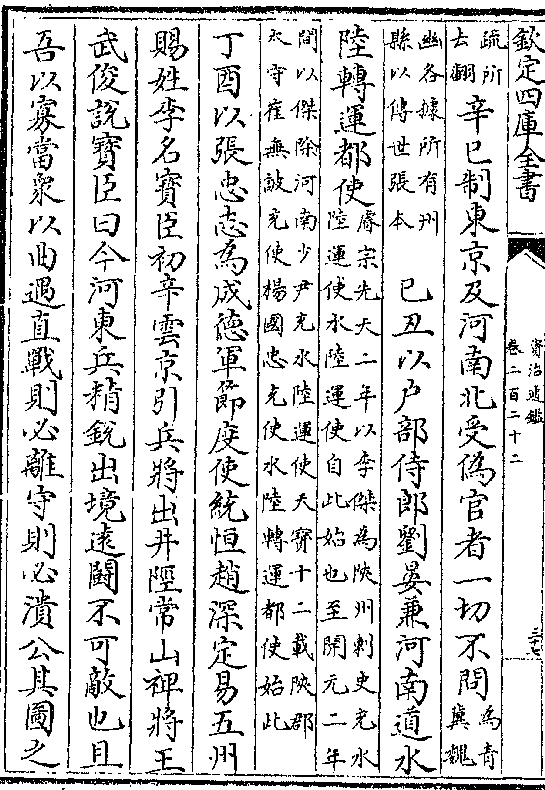 欽定四庫全書
資治通鑑
卷二百二十二
疏所
去翻
辛巳制東京及河南北受偽官者一切不問
為青
冀魏
幽各據所有州
縣以傳世張本
已丑以戶部侍郎劉晏兼河南道水
陸轉運都使
睿宗先天二年以李傑為陜州刺史充水
陸運使水陸運使自此始也至開元二年
間以傑除河南少尹充水陸運使天寶十二載陜郡
太守崔無詖充使楊國忠充使水陸轉運都使始此
丁酉以張忠志為成德軍節度使統恒趙深定易五州
賜姓李名寶臣初辛雲京引兵將出井陘常山裨將王
武俊說寶臣曰今河東兵精銳出境遠鬭不可敵也且
吾以寡當衆以曲遇直戰則必離守則必潰公其圖之